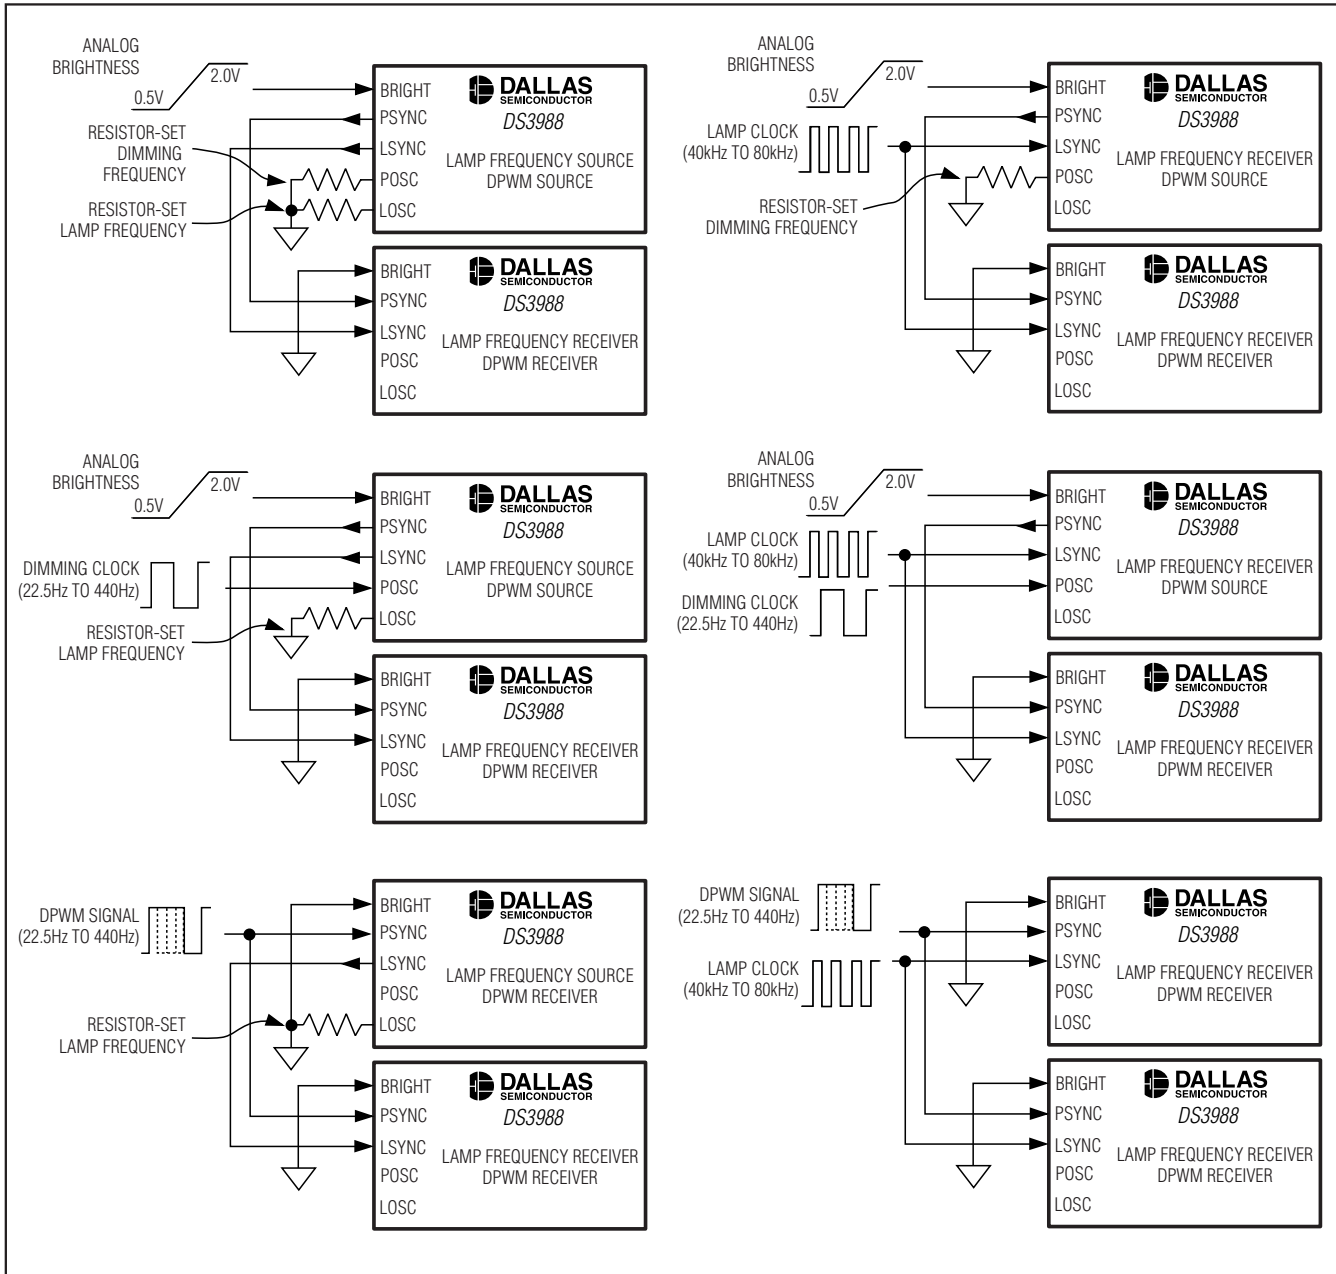 ANALOG
BRIGHTNESS
0.5V
2.0V
RESISTOR-SET
DIMMING
FREQUENCY
RESISTOR-SET
LAMP FREQUENCY
BRIGHT
PSYNC
LSYNC
POSC
LOSC
DALLAS
SEMICONDUCTOR
DS3988
LAMP FREQUENCY SOURCE
DPWM SOURCE
BRIGHT
PSYNC
LSYNC
POSC
LOSC
DALLAS
SEMICONDUCTOR
DS3988
LAMP FREQUENCY RECEIVER
DPWM RECEIVER
ANALOG
BRIGHTNESS
0.5V
2.0V
LAMP CLOCK
(40kHz TO 80kHz)
RESISTOR-SET
DIMMING FREQUENCY
BRIGHT
PSYNC
LSYNC
POSC
LOSC
DALLAS
SEMICONDUCTOR
DS3988
LAMP FREQUENCY RECEIVER
DPWM SOURCE
BRIGHT
PSYNC
LSYNC
POSC
LOSC
DALLAS
SEMICONDUCTOR
DS3988
LAMP FREQUENCY RECEIVER
DPWM RECEIVER
ANALOG
BRIGHTNESS
0.5V
2.0V
DIMMING CLOCK
(22.5Hz TO 440Hz)
RESISTOR-SET
LAMP FREQUENCY
BRIGHT
PSYNC
LSYNC
POSC
LOSC
DALLAS
SEMICONDUCTOR
DS3988
LAMP FREQUENCY SOURCE
DPWM SOURCE
BRIGHT
PSYNC
LSYNC
POSC
LOSC
DALLAS
SEMICONDUCTOR
DS3988
LAMP FREQUENCY RECEIVER
DPWM RECEIVER
ANALOG
BRIGHTNESS
0.5V
2.0V
LAMP CLOCK
(40kHz TO 80kHz)
DIMMING CLOCK
(22.5Hz TO 440Hz)
BRIGHT
PSYNC
LSYNC
POSC
LOSC
DALLAS
SEMICONDUCTOR
DS3988
LAMP FREQUENCY RECEIVER
DPWM SOURCE
BRIGHT
PSYNC
LSYNC
POSC
LOSC
DALLAS
SEMICONDUCTOR
DS3988
LAMP FREQUENCY RECEIVER
DPWM RECEIVER
DPWM SIGNAL
(22.5Hz TO 440Hz)
RESISTOR-SET
LAMP FREQUENCY
BRIGHT
PSYNC
LSYNC
POSC
LOSC
DALLAS
SEMICONDUCTOR
DS3988
LAMP FREQUENCY SOURCE
DPWM RECEIVER
BRIGHT
PSYNC
LSYNC
POSC
LOSC
DALLAS
SEMICONDUCTOR
DS3988
LAMP FREQUENCY RECEIVER
DPWM RECEIVER
DPWM SIGNAL
(22.5Hz TO 440Hz)
LAMP CLOCK
(40kHz TO 80kHz)
BRIGHT
PSYNC
LSYNC
POSC
LOSC
DALLAS
SEMICONDUCTOR
DS3988
LAMP FREQUENCY RECEIVER
DPWM RECEIVER
BRIGHT
PSYNC
LSYNC
POSC
LOSC
DALLAS
SEMICONDUCTOR
DS3988
LAMP FREQUENCY RECEIVER
DPWM RECEIVER